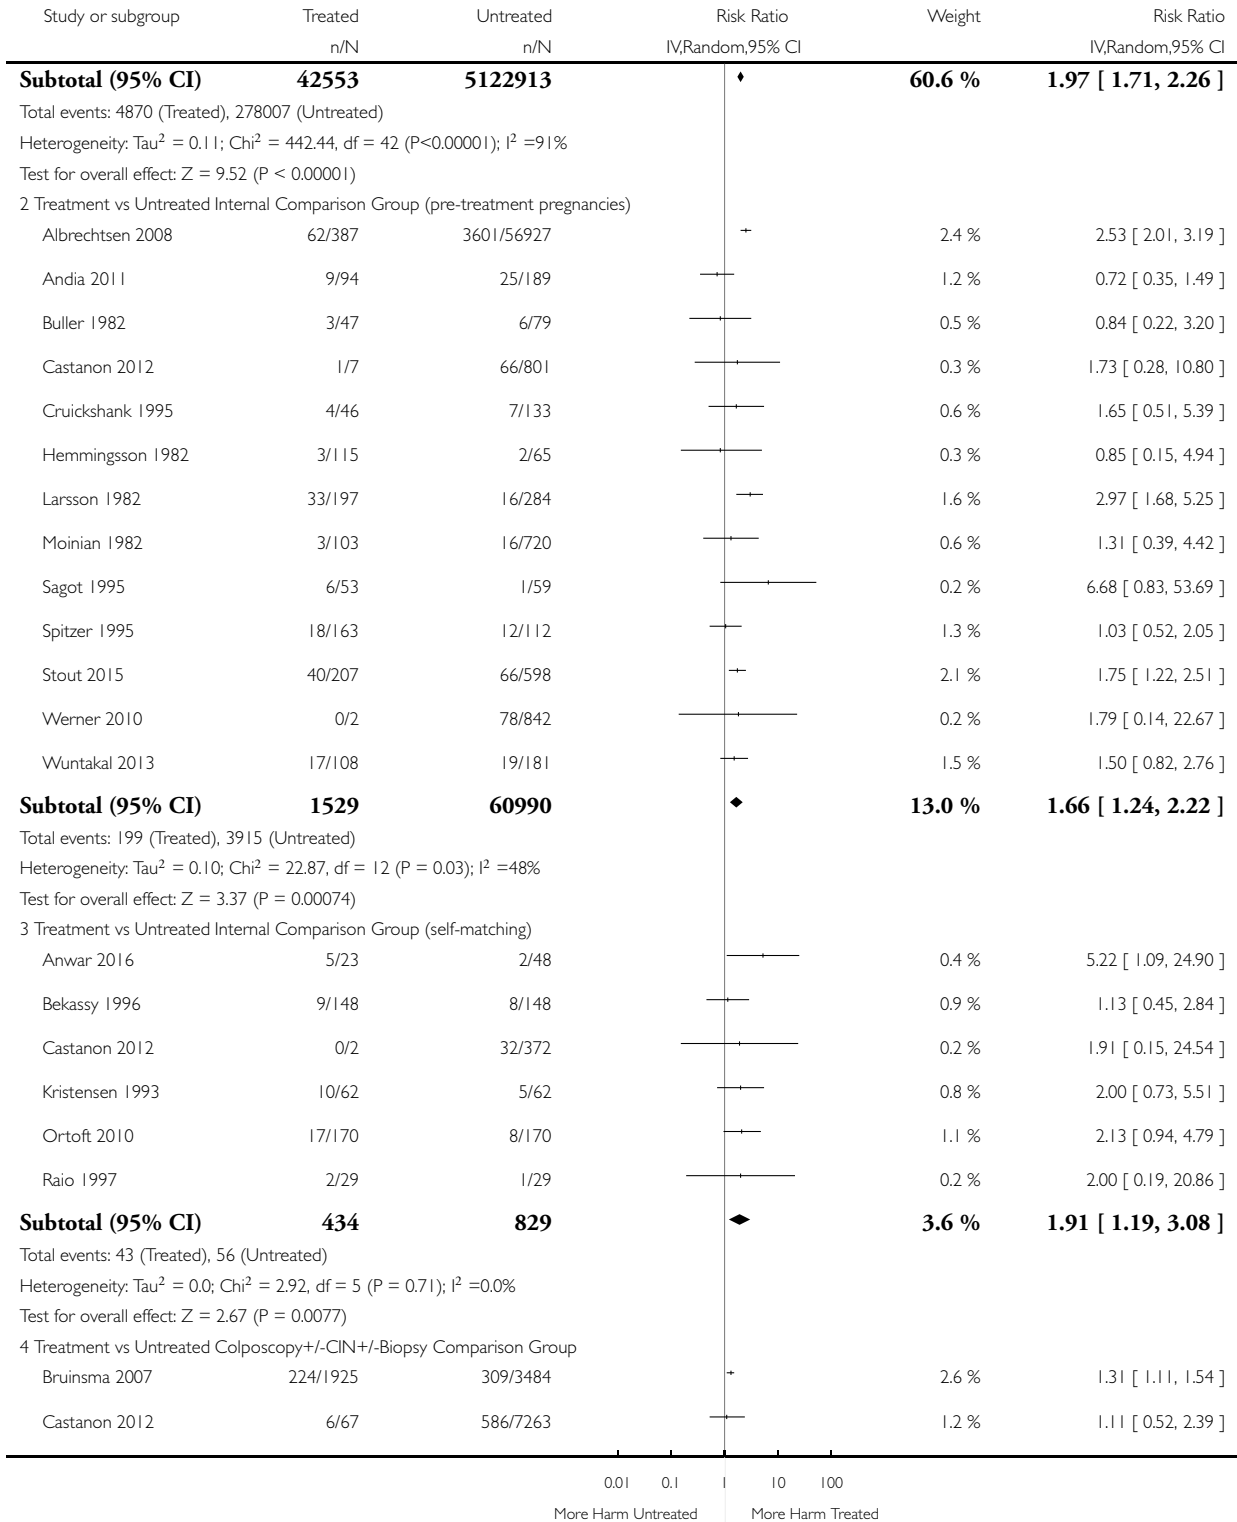 Study or subgroup Treated Untreated Risk Ratio Weight Risk Ratio
n/N n/N IV,Random,95% CI IV,Random,95% CI
Subtotal (95% CI) 42553 5122913 60.6 % 1.97 [ 1.71, 2.26 ]
Total events: 4870 (Treated), 278007 (Untreated)
Heterogeneity: Tau² = 0.11; Chi² = 442.44, df = 42 (P<0.00001); I² =91%
Test for overall effect: Z = 9.52 (P < 0.00001)
2 Treatment vs Untreated Internal Comparison Group (pre-treatment pregnancies)
Albrechtsen 2008 62/387 3601/56927 2.4 % 2.53 [ 2.01, 3.19 ]
Andia 2011 9/94 25/189 1.2 % 0.72 [ 0.35, 1.49 ]
Buller 1982 3/47 6/79 0.5 % 0.84 [ 0.22, 3.20 ]
Castanon 2012 1/7 66/801 0.3 % 1.73 [ 0.28, 10.80 ]
Cruickshank 1995 4/46 7/133 0.6 % 1.65 [ 0.51, 5.39 ]
Hemmingsson 1982 3/115 2/65 0.3 % 0.85 [ 0.15, 4.94 ]
Larsson 1982 33/197 16/284 1.6 % 2.97 [ 1.68, 5.25 ]
Moinian 1982 3/103 16/720 0.6 % 1.31 [ 0.39, 4.42 ]
Sagot 1995 6/53 1/59 0.2 % 6.68 [ 0.83, 53.69 ]
Spitzer 1995 18/163 12/112 1.3 % 1.03 [ 0.52, 2.05 ]
Stout 2015 40/207 66/598 2.1 % 1.75 [ 1.22, 2.51 ]
Werner 2010 0/2 78/842 0.2 % 1.79 [ 0.14, 22.67 ]
Wuntakal 2013 17/108 19/181 1.5 % 1.50 [ 0.82, 2.76 ]
Subtotal (95% CI) 1529 60990 13.0 % 1.66 [ 1.24, 2.22 ]
Total events: 199 (Treated), 3915 (Untreated)
Heterogeneity: Tau² = 0.10; Chi² = 22.87, df = 12 (P = 0.03); I² =48%
Test for overall effect: Z = 3.37 (P = 0.00074)
3 Treatment vs Untreated Internal Comparison Group (self-matching)
Anwar 2016 5/23 2/48 0.4 % 5.22 [ 1.09, 24.90 ]
Bekassy 1996 9/148 8/148 0.9 % 1.13 [ 0.45, 2.84 ]
Castanon 2012 0/2 32/372 0.2 % 1.91 [ 0.15, 24.54 ]
Kristensen 1993 10/62 5/62 0.8 % 2.00 [ 0.73, 5.51 ]
Ortoft 2010 17/170 8/170 1.1 % 2.13 [ 0.94, 4.79 ]
Raio 1997 2/29 1/29 0.2 % 2.00 [ 0.19, 20.86 ]
Subtotal (95% CI) 434 829 3.6 % 1.91 [ 1.19, 3.08 ]
Total events: 43 (Treated), 56 (Untreated)
Heterogeneity: Tau² = 0.0; Chi² = 2.92, df = 5 (P = 0.71); I² =0.0%
Test for overall effect: Z = 2.67 (P = 0.0077)
4 Treatment vs Untreated Colposcopy+/-CIN+/-Biopsy Comparison Group
Bruinsma 2007 224/1925 309/3484 2.6 % 1.31 [ 1.11, 1.54 ]
Castanon 2012 6/67 586/7263 1.2 % 1.11 [ 0.52, 2.39 ]
0.01 0.1 1 10 100
More Harm Untreated More Harm Treated